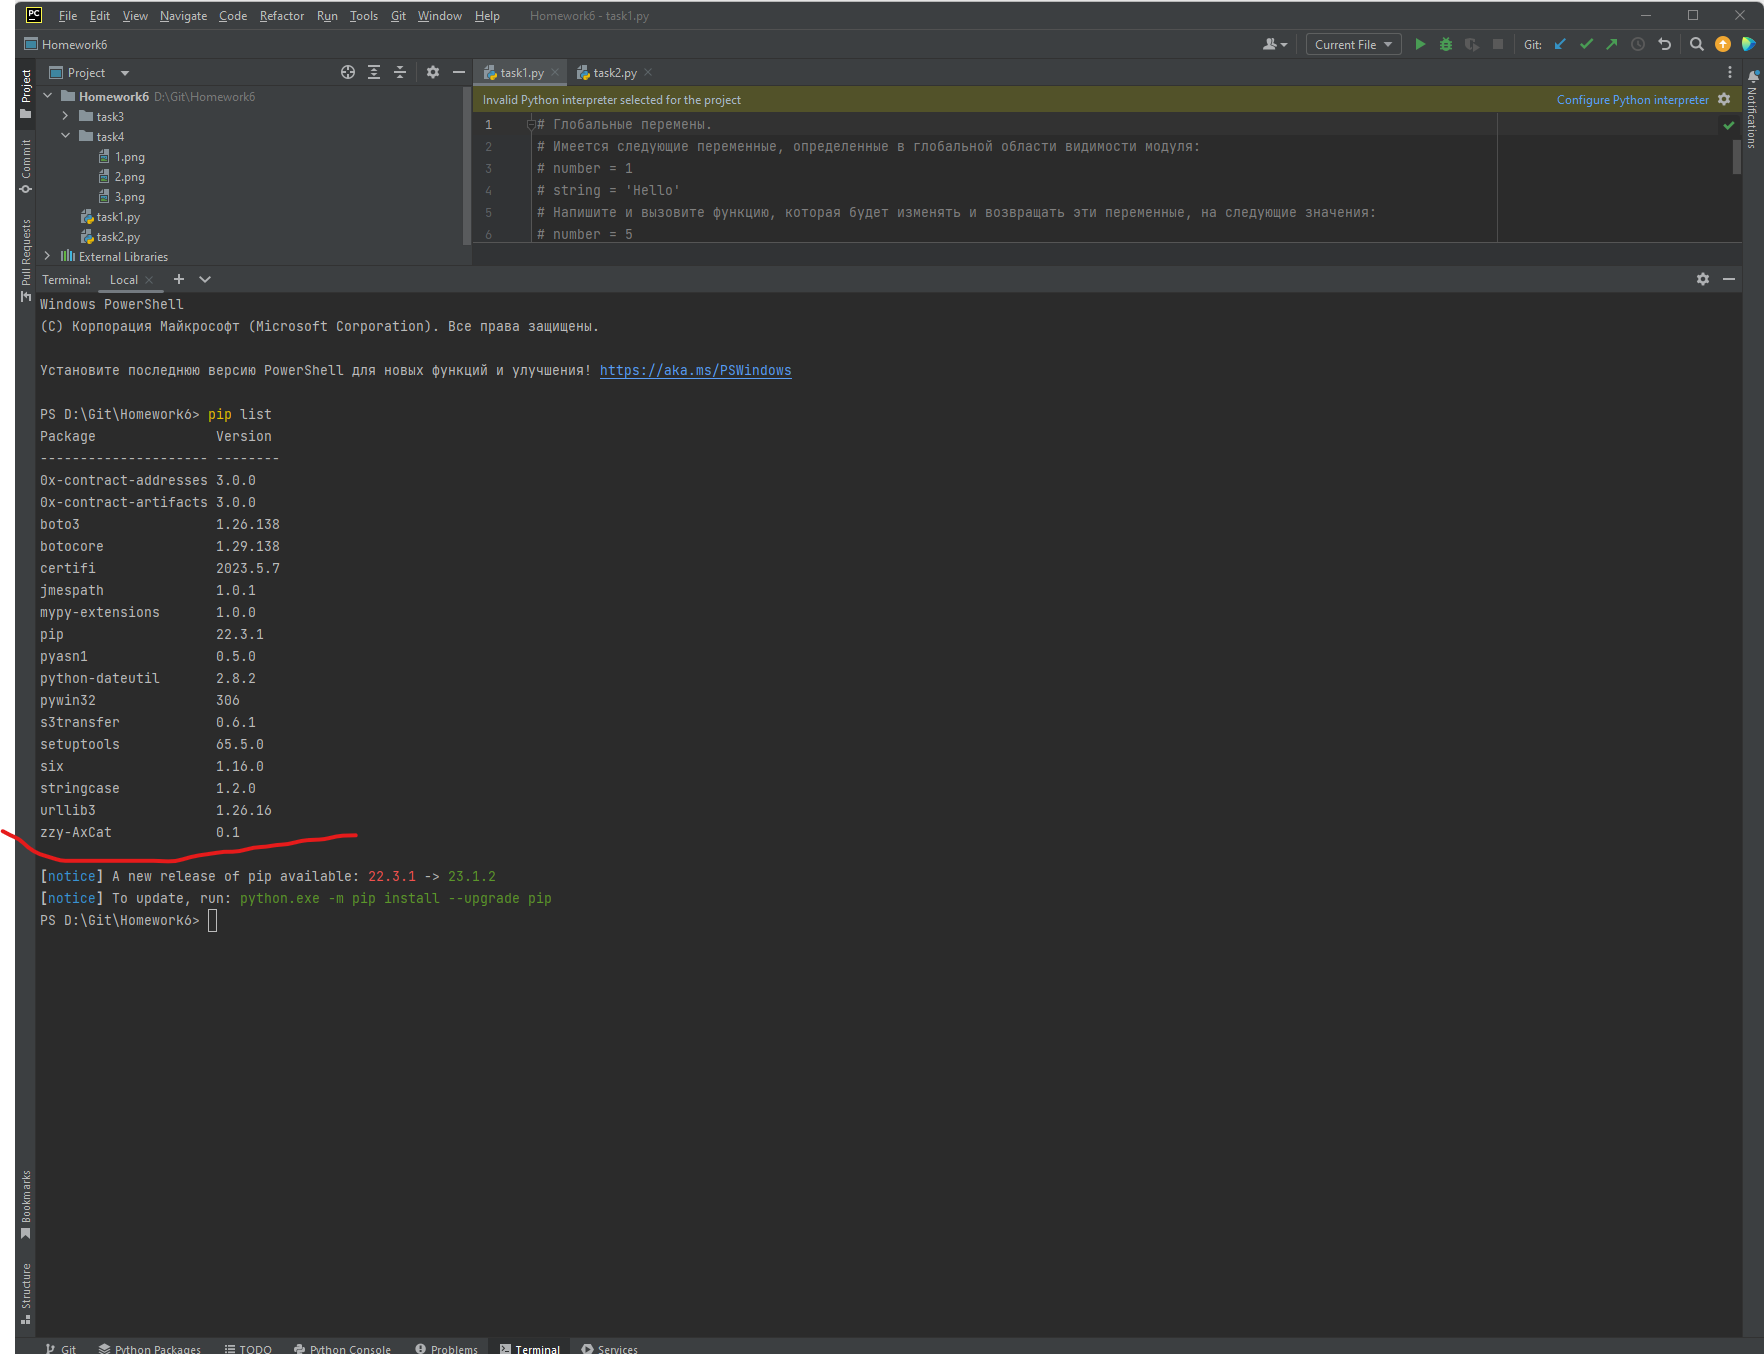 PC File Edit View Navigate Code Refactor Run Tools Git Window Help Homework6 - task1.py
Homework6 Current File Git:
Project task1.py task2.py
Invalid Python interpreter selected for the project Configure Python interpreter
Homework6 D:\Git\Homework6
task3
task4
1.png
2.png
3.png
task1.py
task2.py
External Libraries
1 # Глобальные перемены.
2 # Имеется следующие переменные, определенные в глобальной области видимости модуля:
3 # number = 1
4 # string = 'Hello'
5 # Напишите и вызовите функцию, которая будет изменять и возвращать эти переменные, на следующие значения:
6 # number = 5
Project
Commit
Pull Requests
Notifications
Terminal: Local
Windows PowerShell
(C) Корпорация Майкрософт (Microsoft Corporation). Все права защищены.
Установите последнюю версию PowerShell для новых функций и улучшения! https://aka.ms/PSWindows
PS D:\Git\Homework6> pip list
Package Version
--------------------- --------
0x-contract-addresses 3.0.0
0x-contract-artifacts 3.0.0
boto3 1.26.138
botocore 1.29.138
certifi 2023.5.7
jmespath 1.0.1
mypy-extensions 1.0.0
pip 22.3.1
pyasn1 0.5.0
python-dateutil 2.8.2
pywin32 306
s3transfer 0.6.1
setuptools 65.5.0
six 1.16.0
stringcase 1.2.0
urllib3 1.26.16
zzy-AxCat 0.1
[notice] A new release of pip available: 22.3.1 -> 23.1.2
[notice] To update, run: python.exe -m pip install --upgrade pip
PS D:\Git\Homework6>
Bookmarks
Structure
Git Python Packages TODO Python Console Problems Terminal Services